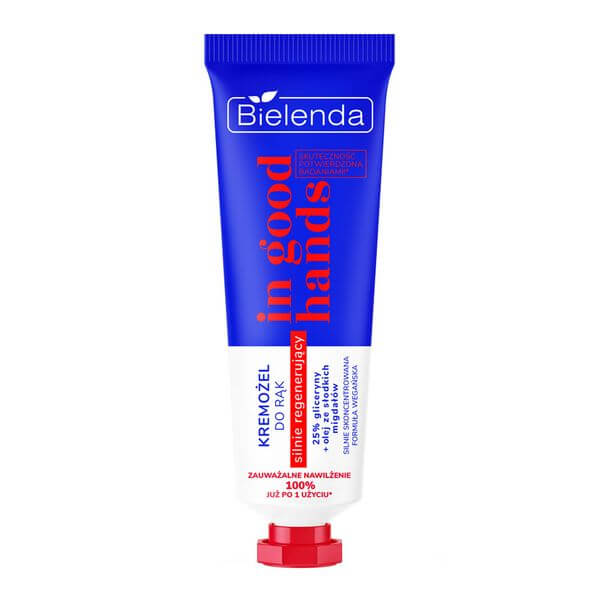 Bielenda
SKUTECZNOŚĆ
POTWIERDZONA
BADANIAMI*
in good
hands
KREMOŻEL
DO RĄK
silnie regenerujący
25% gliceryny
+ olej ze słodkich
migdałów
SILNIE SKONCENTROWANA
FORMUŁA WEGAŃSKA
ZAUWAŻALNE NAWILŻENIE
100%
JUŻ PO 1 UŻYCIU*